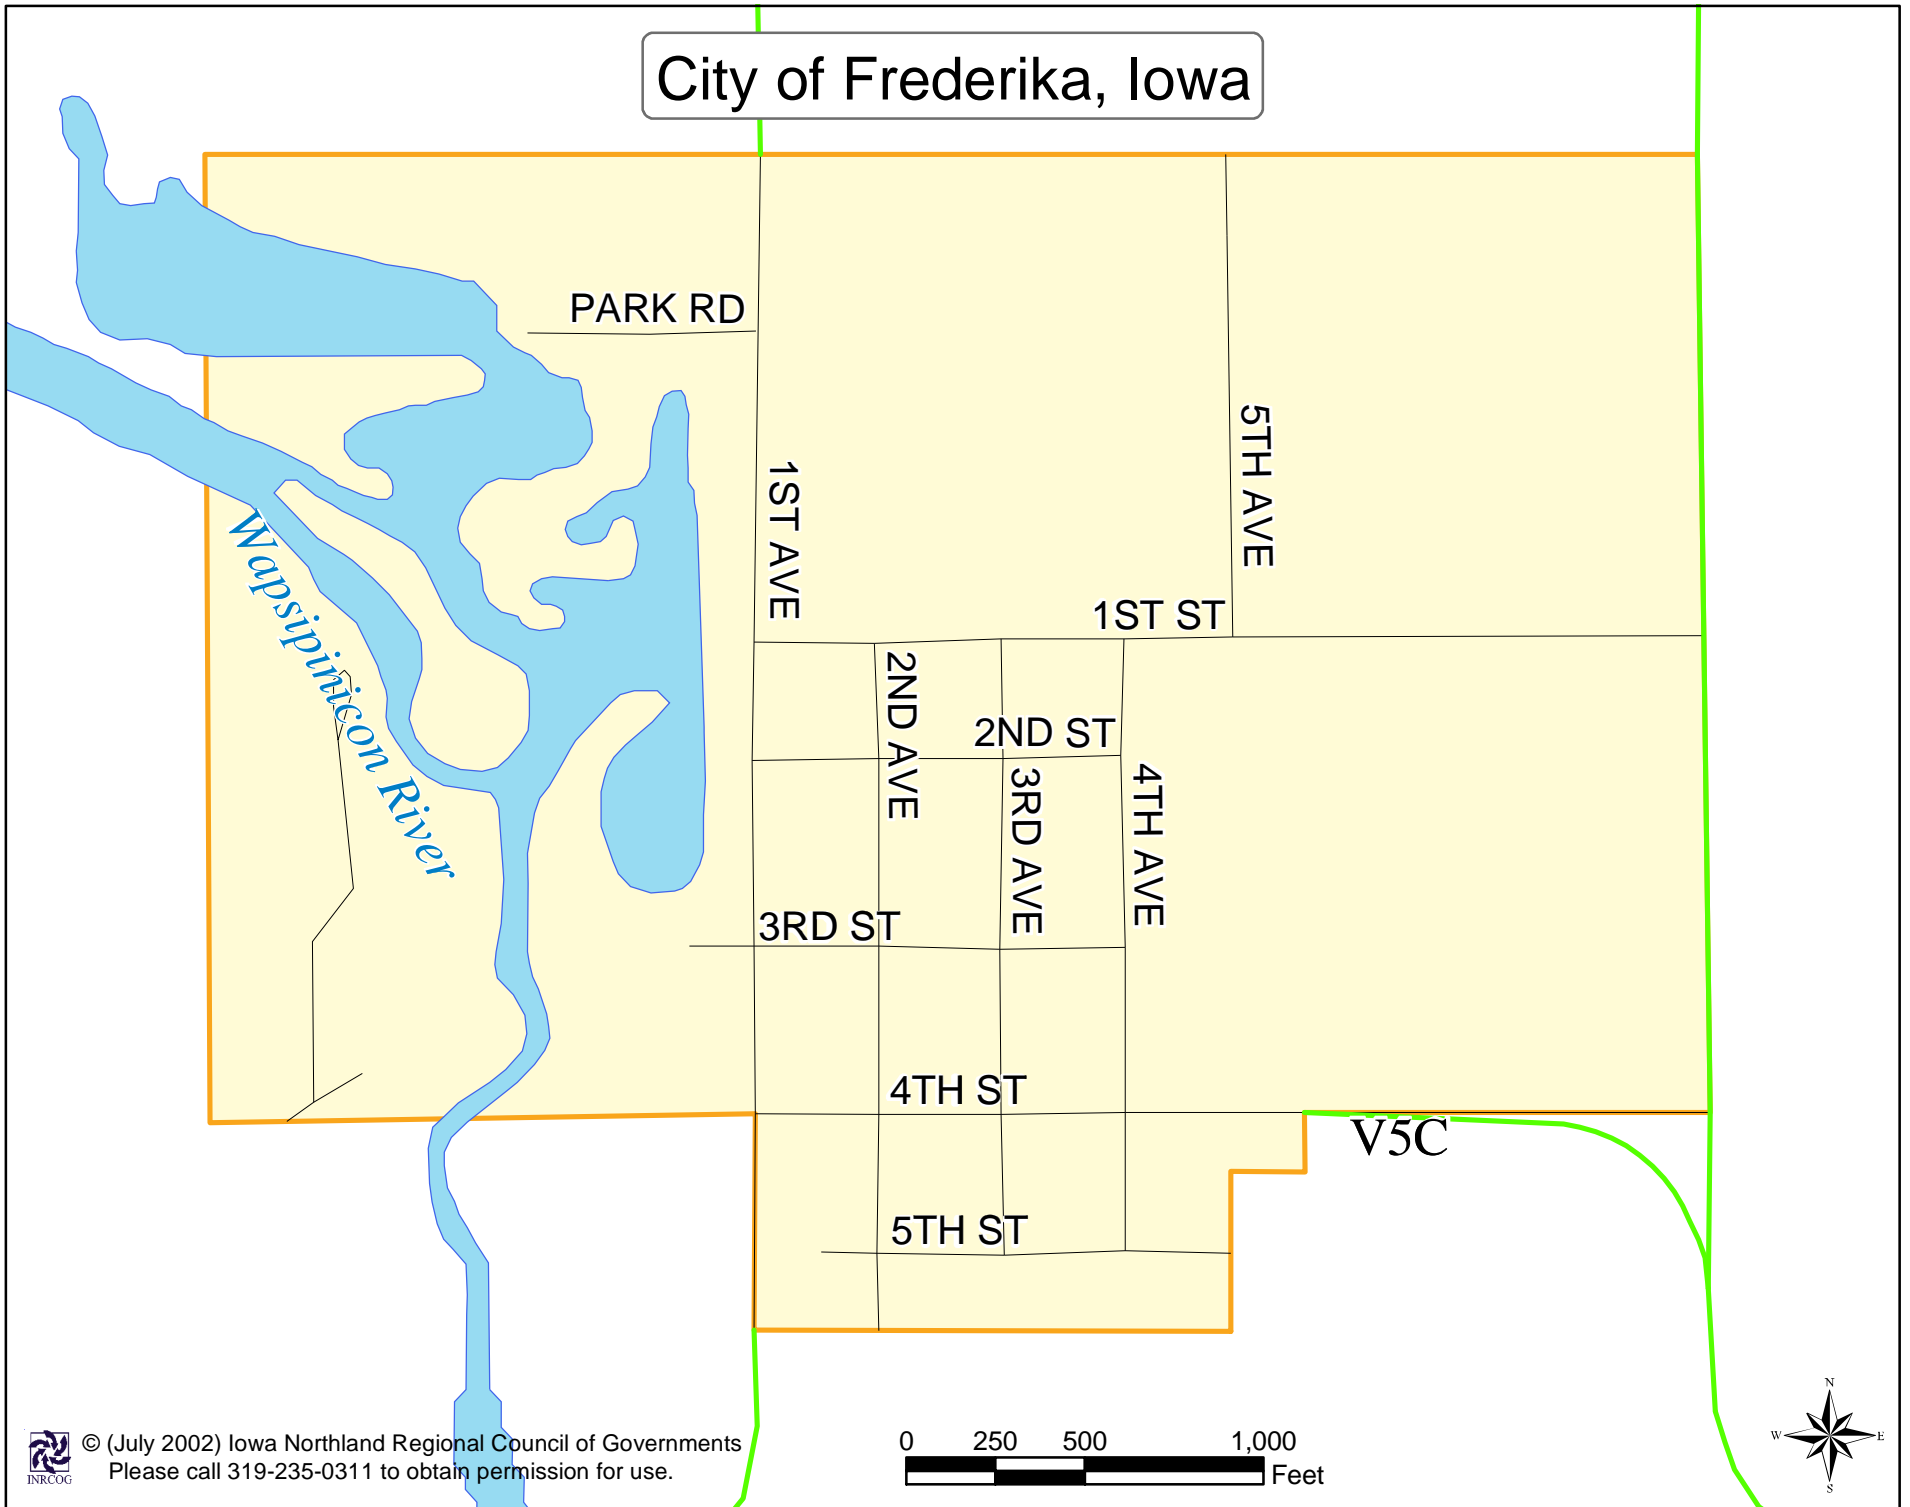 City of Frederika, Iowa
PARK RD
5TH AVE
1ST AVE
Wapsipinicon River
1ST ST
2ND AVE
2ND ST
3RD AVE
4TH AVE
3RD ST
4TH ST
V5C
5TH ST
N
W E
S
INRCOG
© (July 2002) Iowa Northland Regional Council of Governments
Please call 319-235-0311 to obtain permission for use.
0 250 500 1,000
Feet